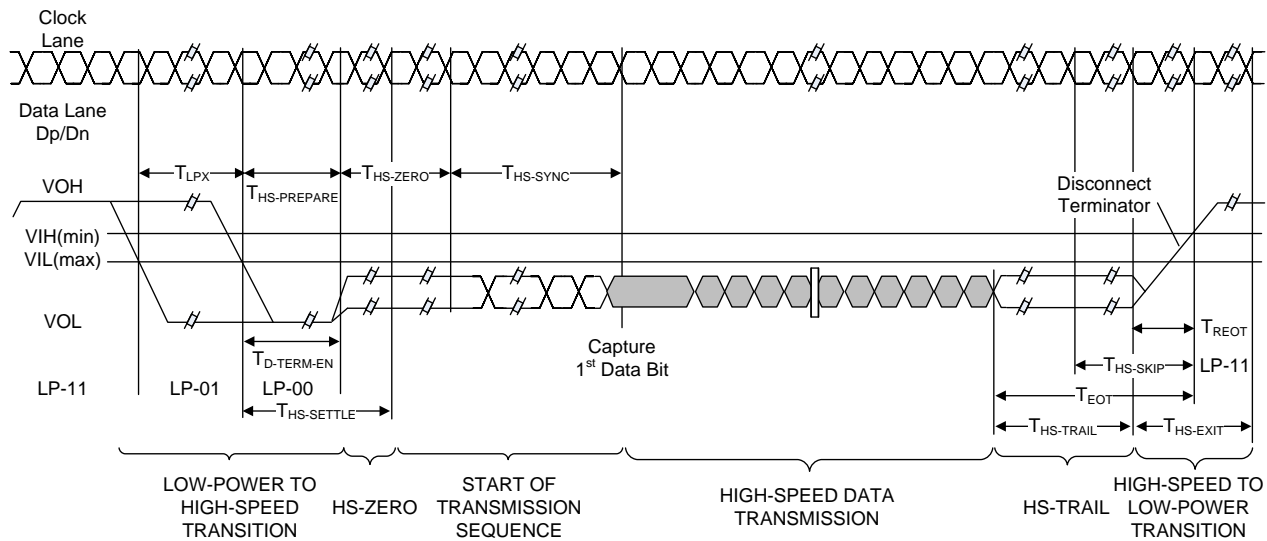 Clock
Lane
Data Lane
Dp/Dn
TLPX
THS-PREPARE
THS-ZERO
THS-SYNC
VOH
Disconnect
Terminator
VIH(min)
VIL(max)
VOL
TD-TERM-EN
Capture
1st Data Bit
TREOT
THS-SKIP
LP-11
LP-11
LP-01
LP-00
TEOT
THS-SETTLE
THS-TRAIL
THS-EXIT
LOW-POWER TO
HIGH-SPEED
TRANSITION
HS-ZERO
START OF
TRANSMISSION
SEQUENCE
HIGH-SPEED DATA
TRANSMISSION
HS-TRAIL
HIGH-SPEED TO
LOW-POWER
TRANSITION